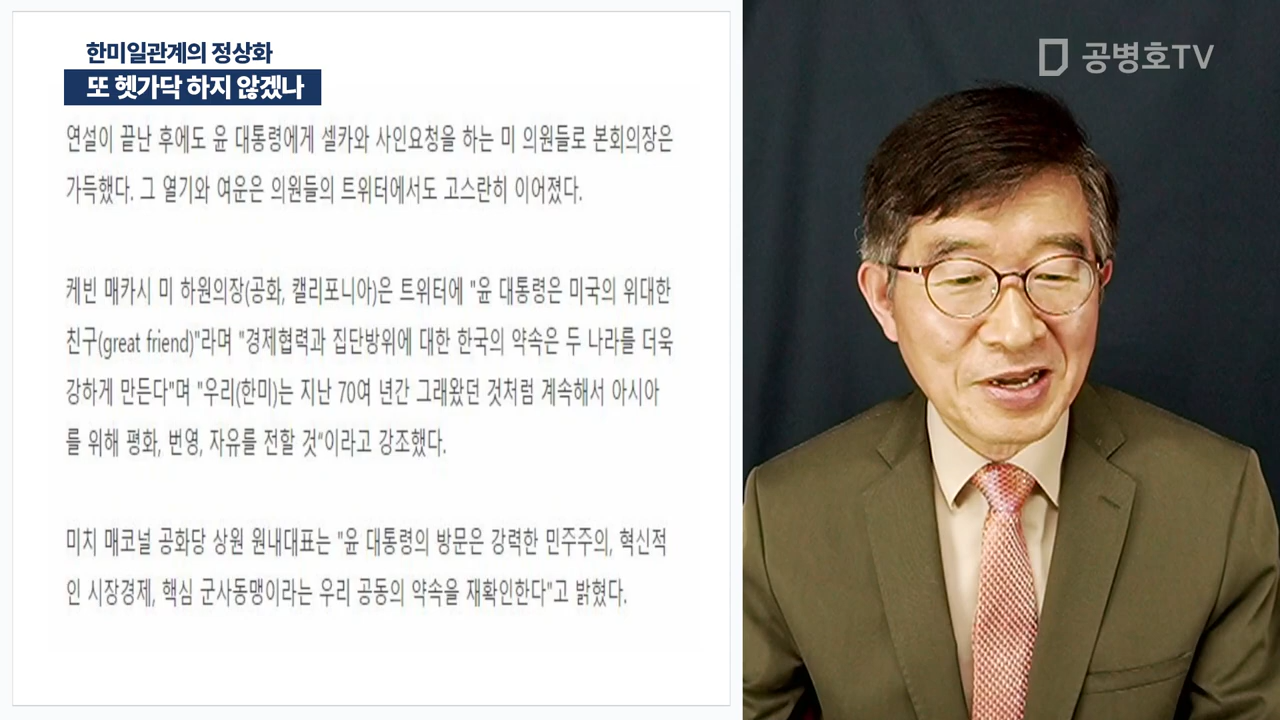 한미일관계의 정상화
또 헷가닥 하지 않겠나
공병호TV
연설이 끝난 후에도 윤 대통령에게 셀카와 사인요청을 하는 미 의원들로 본회의장은
가득했다. 그 열기와 여운은 의원들의 트위터에서도 고스란히 이어졌다.
케빈 매카시 미 하원의장(공화, 캘리포니아)은 트위터에 "윤 대통령은 미국의 위대한
친구(great friend)"라며 "경제협력과 집단방위에 대한 한국의 약속은 두 나라를 더욱
강하게 만든다"며 "우리(한미)는 지난 70여 년간 그래왔던 것처럼 계속해서 아시아
를 위해 평화, 번영, 자유를 전할 것“이라고 강조했다.
미치 매코널 공화당 상원 원내대표는 "윤 대통령의 방문은 강력한 민주주의, 혁신적
인 시장경제, 핵심 군사동맹이라는 우리 공동의 약속을 재확인한다"고 밝혔다.